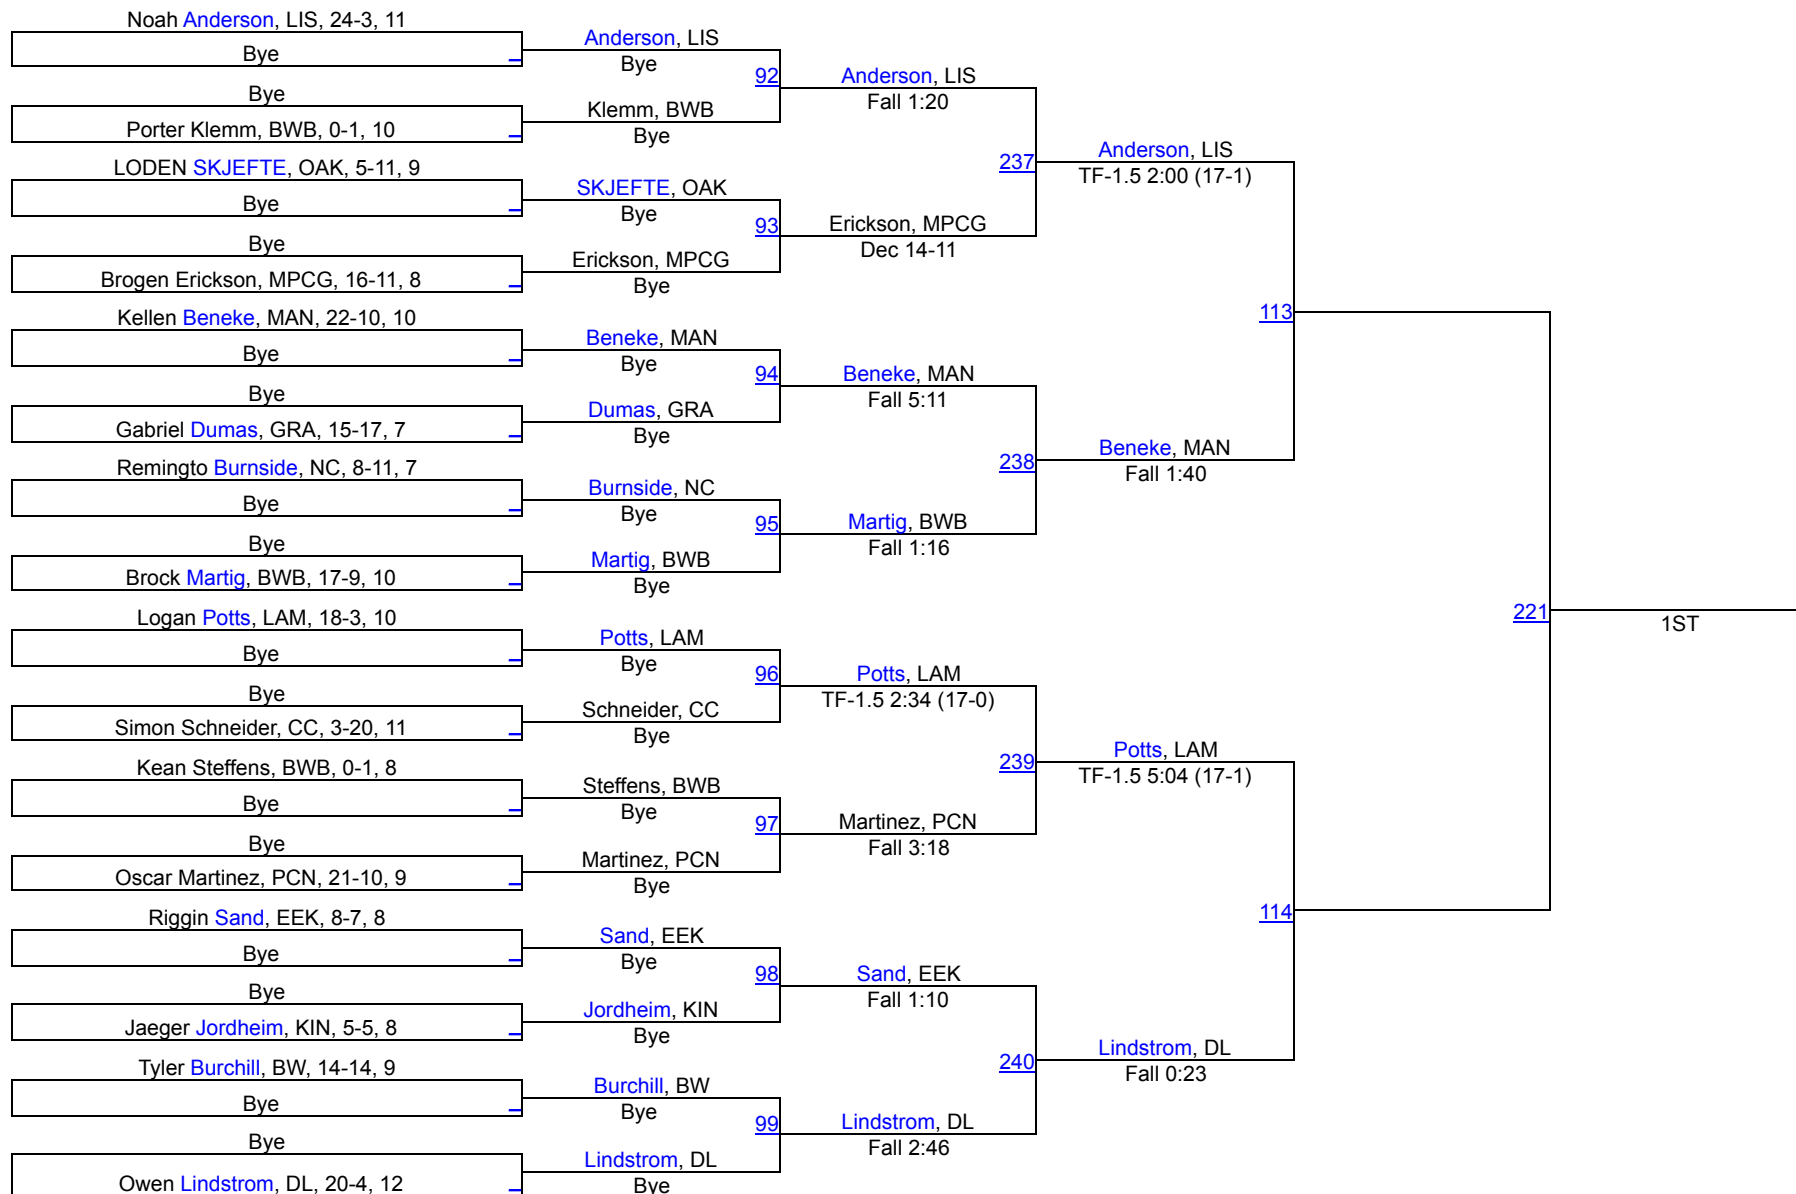 Noah Anderson, LIS, 24-3, 11
Bye
Bye
Porter Klemm, BWB, 0-1, 10
LODEN SKJEFTE, OAK, 5-11, 9
Bye
Bye
Brogen Erickson, MPCG, 16-11, 8
Kellen Beneke, MAN, 22-10, 10
Bye
Bye
Gabriel Dumas, GRA, 15-17, 7
Remingto Burnside, NC, 8-11, 7
Bye
Bye
Brock Martig, BWB, 17-9, 10
Logan Potts, LAM, 18-3, 10
Bye
Bye
Simon Schneider, CC, 3-20, 11
Kean Steffens, BWB, 0-1, 8
Bye
Bye
Oscar Martinez, PCN, 21-10, 9
Riggin Sand, EEK, 8-7, 8
Bye
Bye
Jaeger Jordheim, KIN, 5-5, 8
Tyler Burchill, BW, 14-14, 9
Bye
Bye
Owen Lindstrom, DL, 20-4, 12
Anderson, LIS
Bye
92
Klemm, BWB
Bye
SKJEFTE, OAK
Bye
93
Erickson, MPCG
Bye
Beneke, MAN
Bye
94
Dumas, GRA
Bye
Burnside, NC
Bye
95
Martig, BWB
Bye
Potts, LAM
Bye
96
Schneider, CC
Bye
Steffens, BWB
Bye
97
Martinez, PCN
Bye
Sand, EEK
Bye
98
Jordheim, KIN
Bye
Burchill, BW
Bye
99
Lindstrom, DL
Bye
Anderson, LIS
Fall 1:20
237
Erickson, MPCG
Dec 14-11
Beneke, MAN
Fall 5:11
238
Martig, BWB
Fall 1:16
Potts, LAM
TF-1.5 2:34 (17-0)
239
Martinez, PCN
Fall 3:18
Sand, EEK
Fall 1:10
240
Lindstrom, DL
Fall 2:46
Anderson, LIS
TF-1.5 2:00 (17-1)
113
Beneke, MAN
Fall 1:40
Potts, LAM
TF-1.5 5:04 (17-1)
114
Lindstrom, DL
Fall 0:23
221
1ST